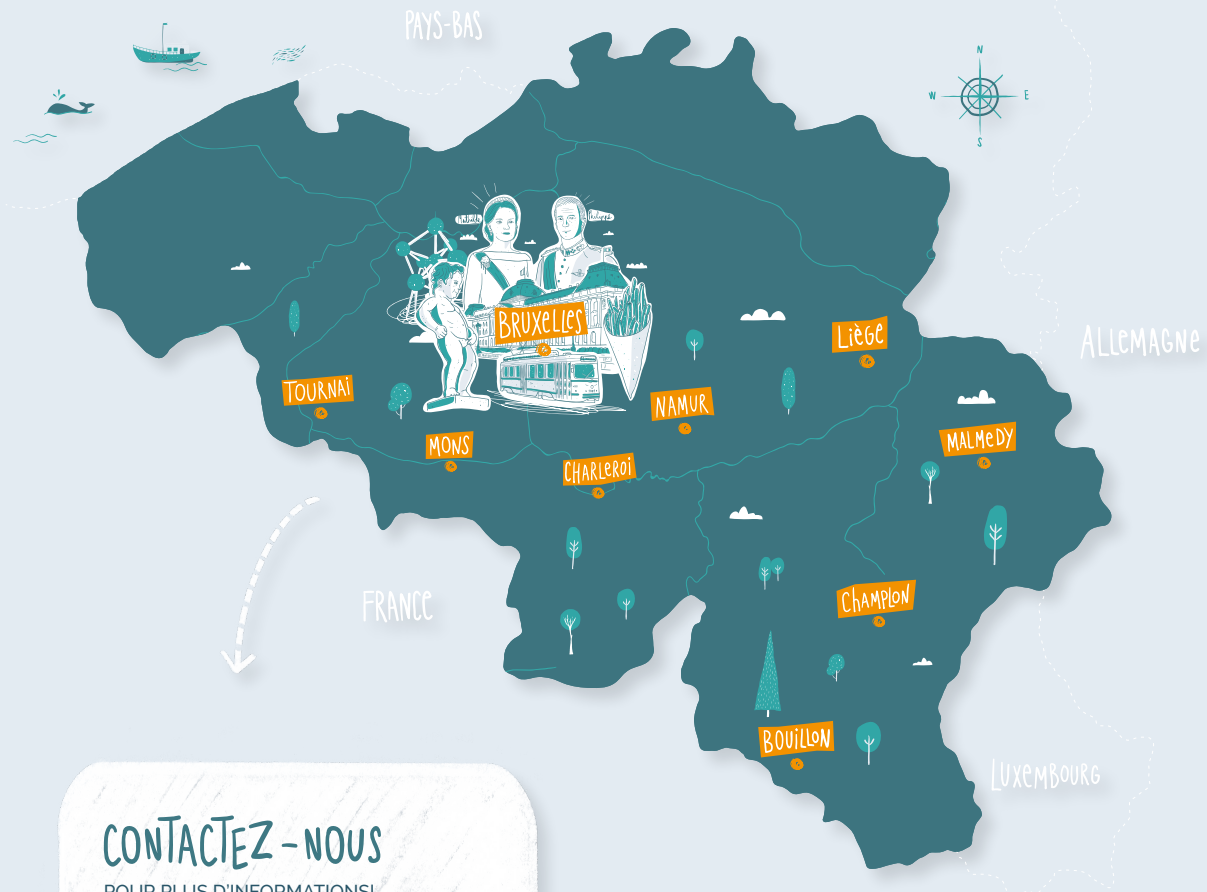 PAYS-BAS
N
W
E
S
Mathilde
Philippe
BRUXELLES
LIÈGE
ALLEMAGNE
TOURNAI
NAMUR
MONS
MALMEDY
CHARLEROI
CHAMPLON
FRANCE
BOUILLON
LUXEMBOURG
CONTACTEZ-NOUS
POUR PLUS D'INFORMATIONS!